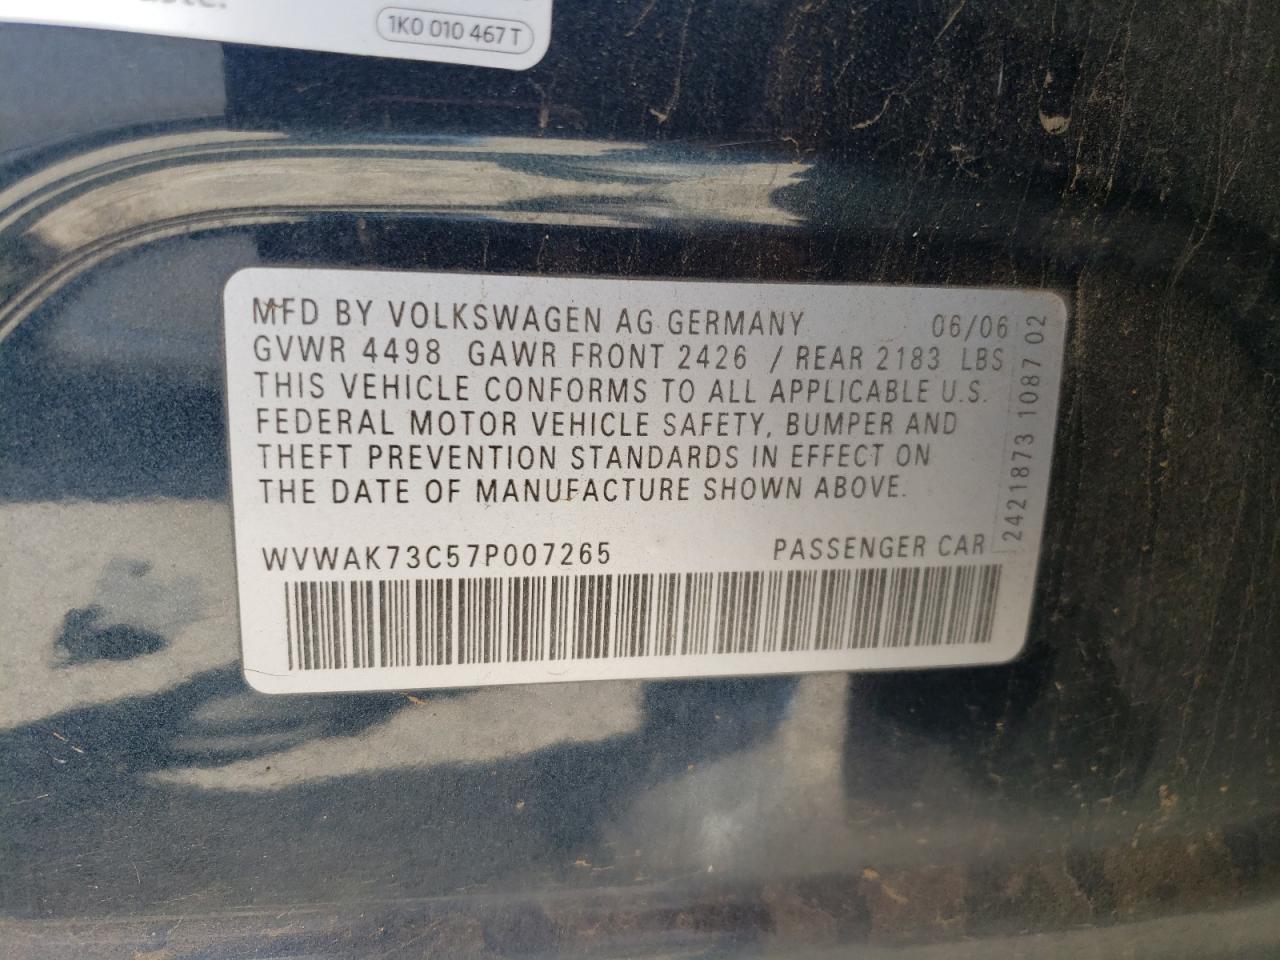 1K0 010 467 T
MFD BY VOLKSWAGEN AG GERMANY 06/06
GVWR 4498 GAWR FRONT 2426 / REAR 2183 LBS
THIS VEHICLE CONFORMS TO ALL APPLICABLE U.S.
FEDERAL MOTOR VEHICLE SAFETY, BUMPER AND
THEFT PREVENTION STANDARDS IN EFFECT ON
THE DATE OF MANUFACTURE SHOWN ABOVE.
WVWAK73C57P007265 PASSENGER CAR
2421873 1087 02